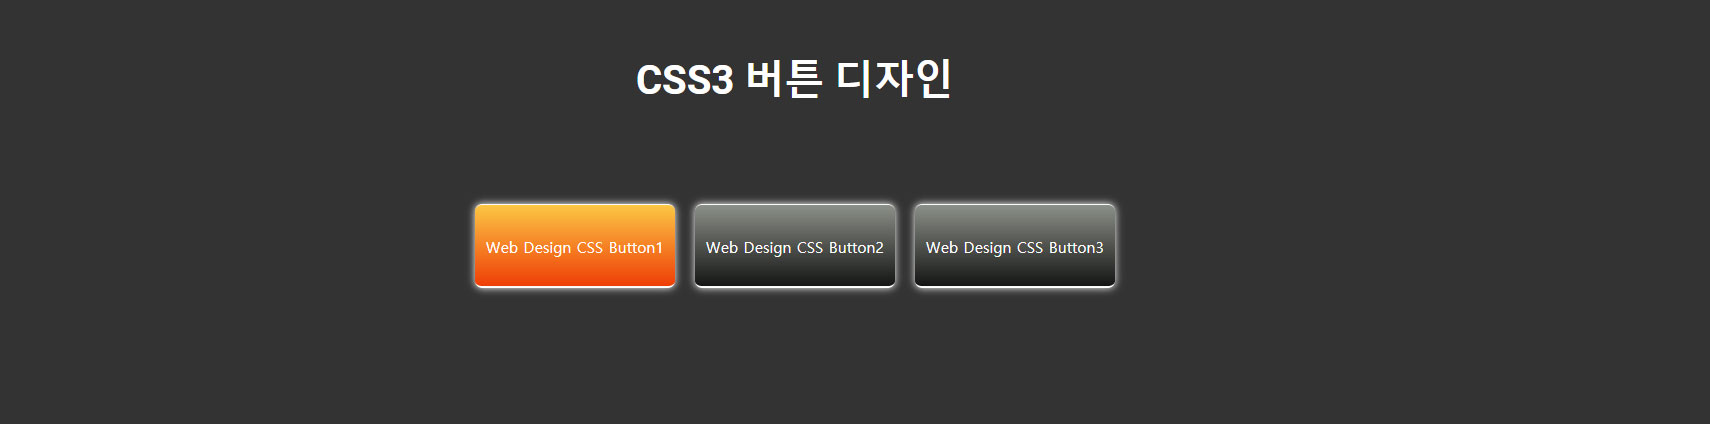 CSS3 버튼 디자인
Web Design CSS Button1
Web Design CSS Button2
Web Design CSS Button3